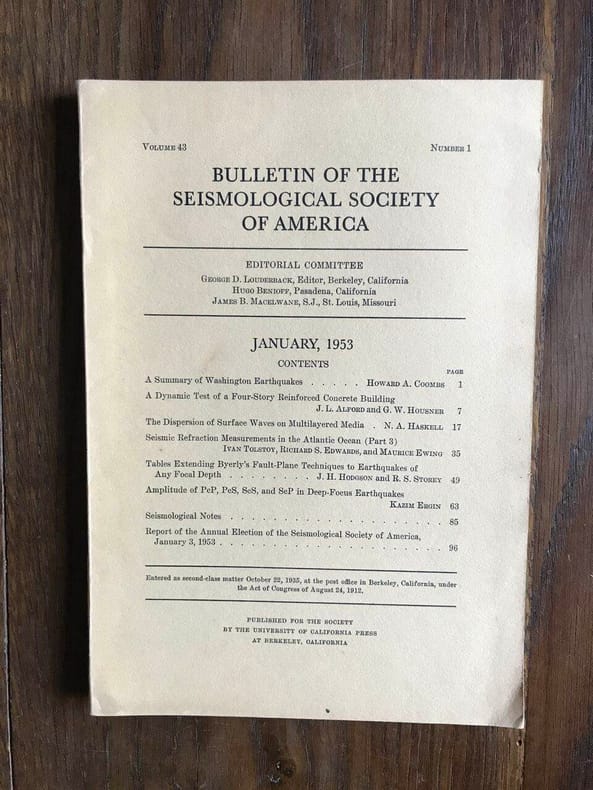 VOLUME 43 NUMBER 1
BULLETIN OF THE
SEISMOLOGICAL SOCIETY
OF AMERICA
EDITORIAL COMMITTEE
GEORGE D. LOUDERBACK, Editor, Berkeley, California
HUGO BENIOFF, Pasadena, California
JAMES B. MACELWANE, S.J., St. Louis, Missouri
JANUARY, 1953
CONTENTS
PAGE
A Summary of Washington Earthquakes . . . . . HOWARD A. COOMBS 1
A Dynamic Test of a Four-Story Reinforced Concrete Building
J. L. ALFORD and G. W. HOUSNER 7
The Dispersion of Surface Waves on Multilayered Media . N. A. HASKELL 17
Seismic Refraction Measurements in the Atlantic Ocean (Part 3)
IVAN TOLSTOY, RICHARD S. EDWARDS, and MAURICE EWING 35
Tables Extending Byerly's Fault-Plane Techniques to Earthquakes of
Any Focal Depth . . . . . . . . J. H. HODGSON and R. S. STOREY 49
Amplitude of PcP, PcS, ScS, and ScP in Deep-Focus Earthquakes
KAZIM ERGIN 63
Seismological Notes . . . . . . . . . . . . . . . . . . . . 85
Report of the Annual Election of the Seismological Society of America,
January 3, 1953 . . . . . . . . . . . . . . . . . . . . . 96
Entered as second-class matter October 22, 1935, at the post office in Berkeley, California, under
the Act of Congress of August 24, 1912.
PUBLISHED FOR THE SOCIETY
BY THE UNIVERSITY OF CALIFORNIA PRESS
AT BERKELEY, CALIFORNIA